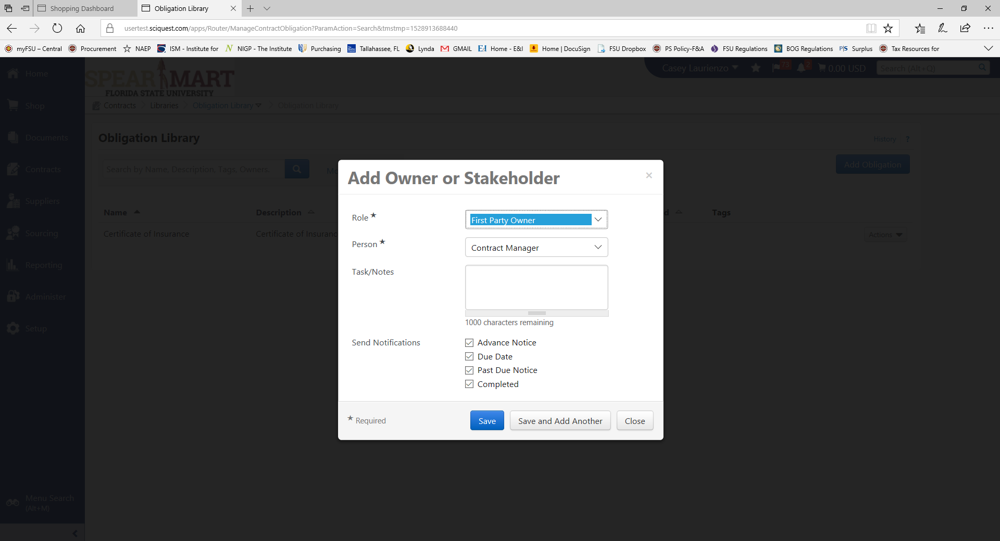 Shopping Dashboard
Obligation Library
usertest.sciquest.com/apps/Router/ManageContractObligation?ParamAction=Search&tmstmp=1528913688440
myFSU – Central
Procurement
NAEP
ISM - Institute for
NIGP - The Institute
Purchasing
Tallahassee, FL
Lynda
GMAIL
Home - E&I
Home | DocuSign
FSU Dropbox
PS Policy-F&A
FSU Regulations
BOG Regulations
Surplus
Tax Resources for
SPEARMART
FLORIDA STATE UNIVERSITY
Casey Laurienzo
73
2
0.00 USD
Search (Alt+Q)
Home
Shop
Documents
Contracts
Suppliers
Sourcing
Reporting
Administer
Setup
Menu Search
(Alt+M)
Contracts
Libraries
Obligation Library
Obligation Library
Obligation Library
History
?
Search by Name, Description, Tags, Owners.
Add Obligation
Name
Description
Tags
Certificate of Insurance
Certificate of Insuranc
Actions
Add Owner or Stakeholder
×
Role ★
First Party Owner
Person ★
Contract Manager
Task/Notes
1000 characters remaining
Send Notifications
Advance Notice
Due Date
Past Due Notice
Completed
★ Required
Save
Save and Add Another
Close